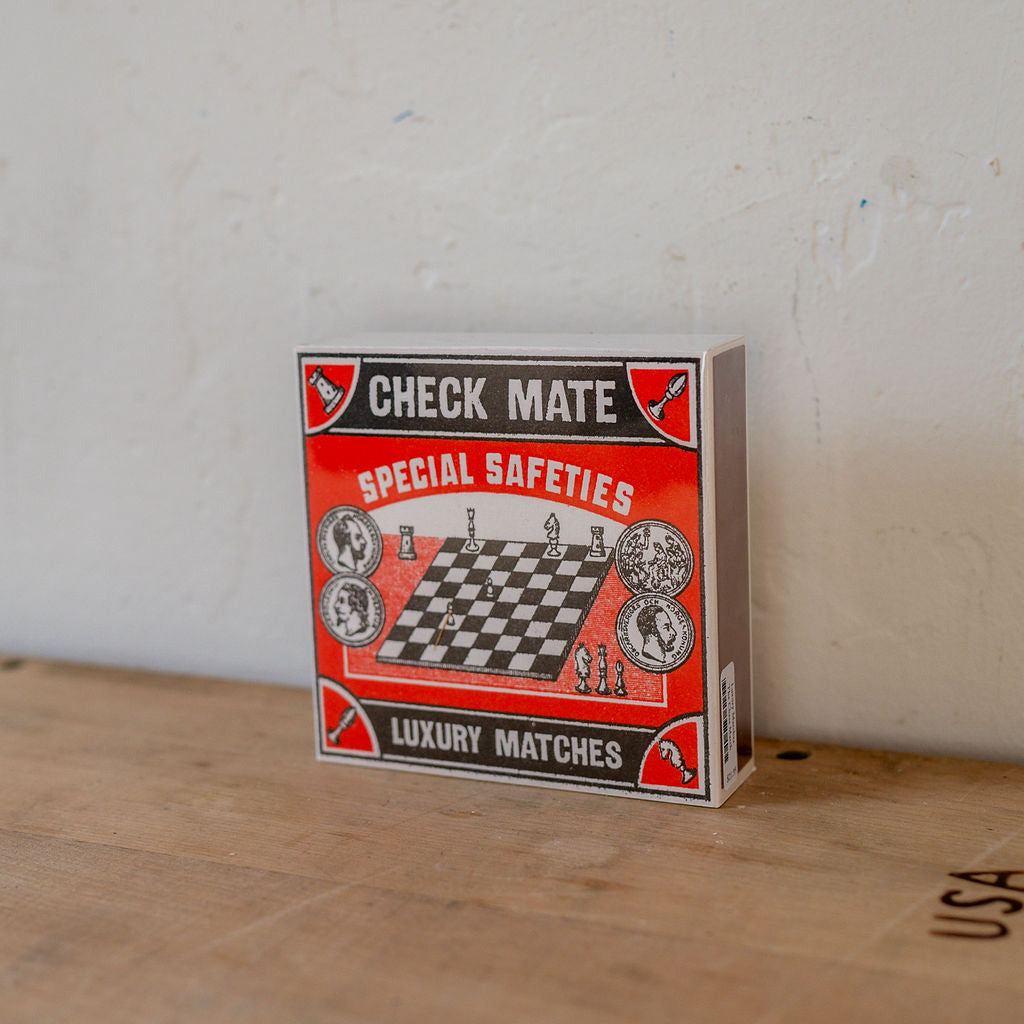 CHECK MATE
SPECIAL SAFETIES
LUXURY MATCHES
USA